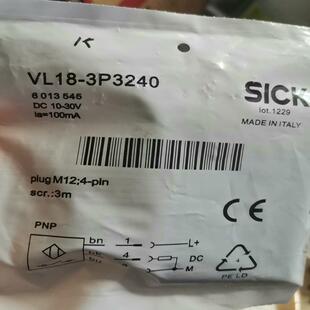 K
VL18-3P3240
6 013 545
DC 10-30V
Ia=100mA
SICK
lot.1229
MADE IN ITALY
plug M12;4-pin
scr.:3m
CE
PNP
bn 1 L+
4 DC
M
PE LD